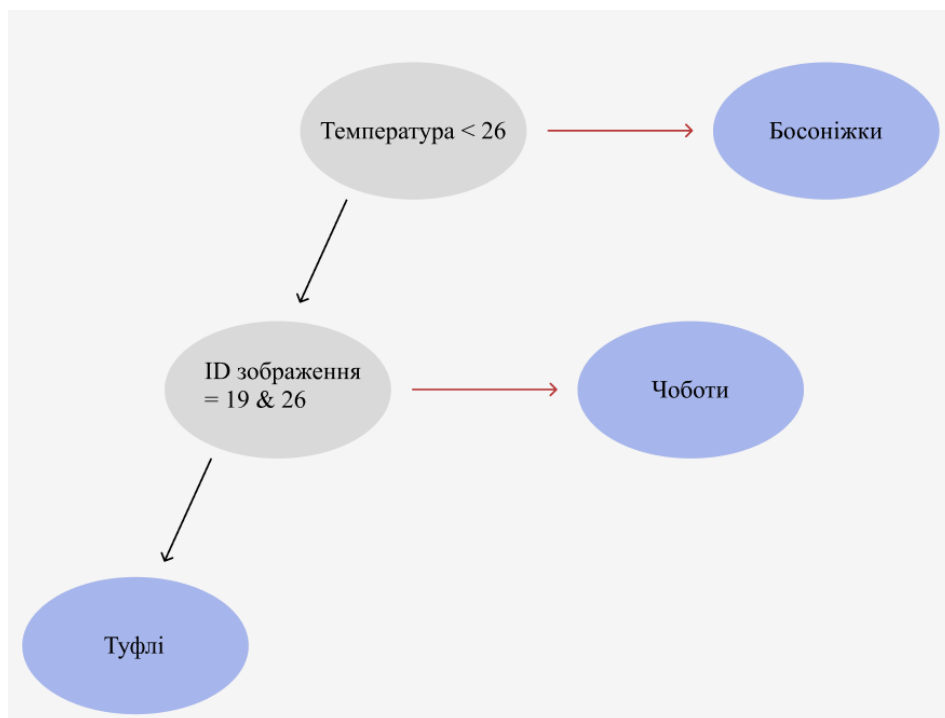 Температура < 26
Босоніжки
ID зображення
= 19 & 26
Чоботи
Туфлі